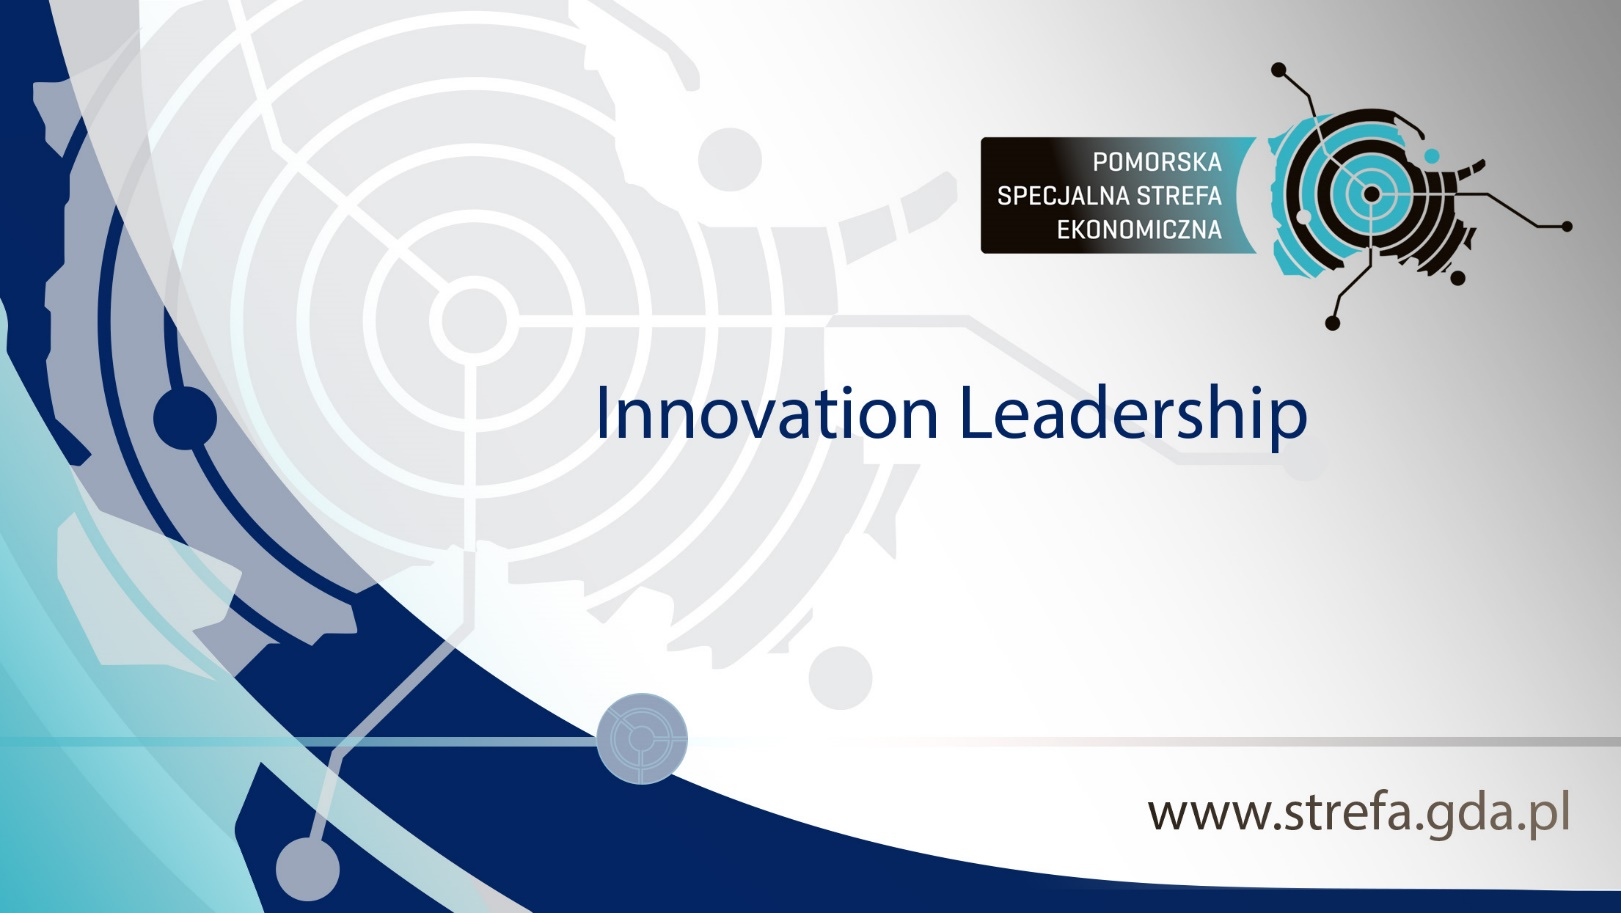 POMORSKA
SPECJALNA STREFA
EKONOMICZNA
Innovation Leadership
www.strefa.gda.pl